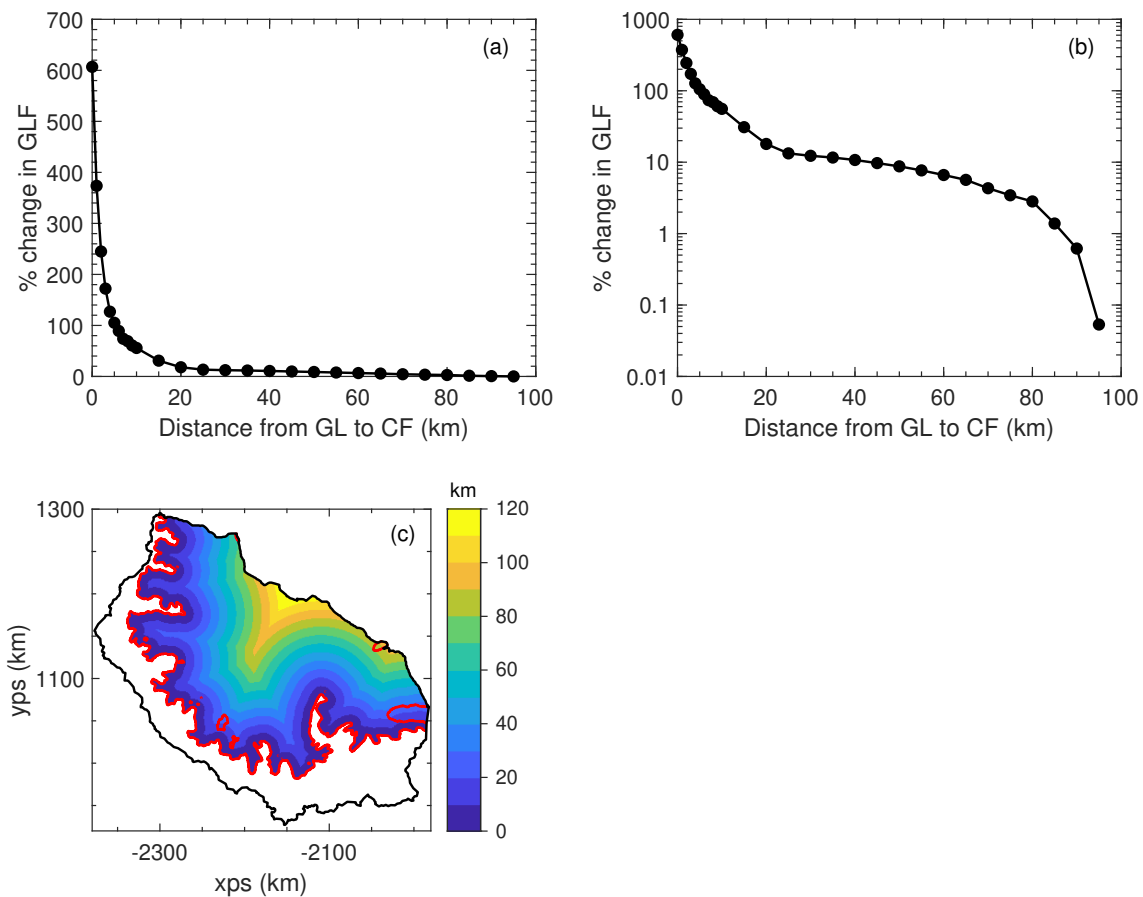 700
600
500
400
300
200
100
0
% change in GLF
(a)
0 20 40 60 80 100
Distance from GL to CF (km)
1000
100
10
1
0.1
0.01
% change in GLF
(b)
0 20 40 60 80 100
Distance from GL to CF (km)
1300
1100
yps (km)
(c)
-2300 -2100
xps (km)
km
120
100
80
60
40
20
0